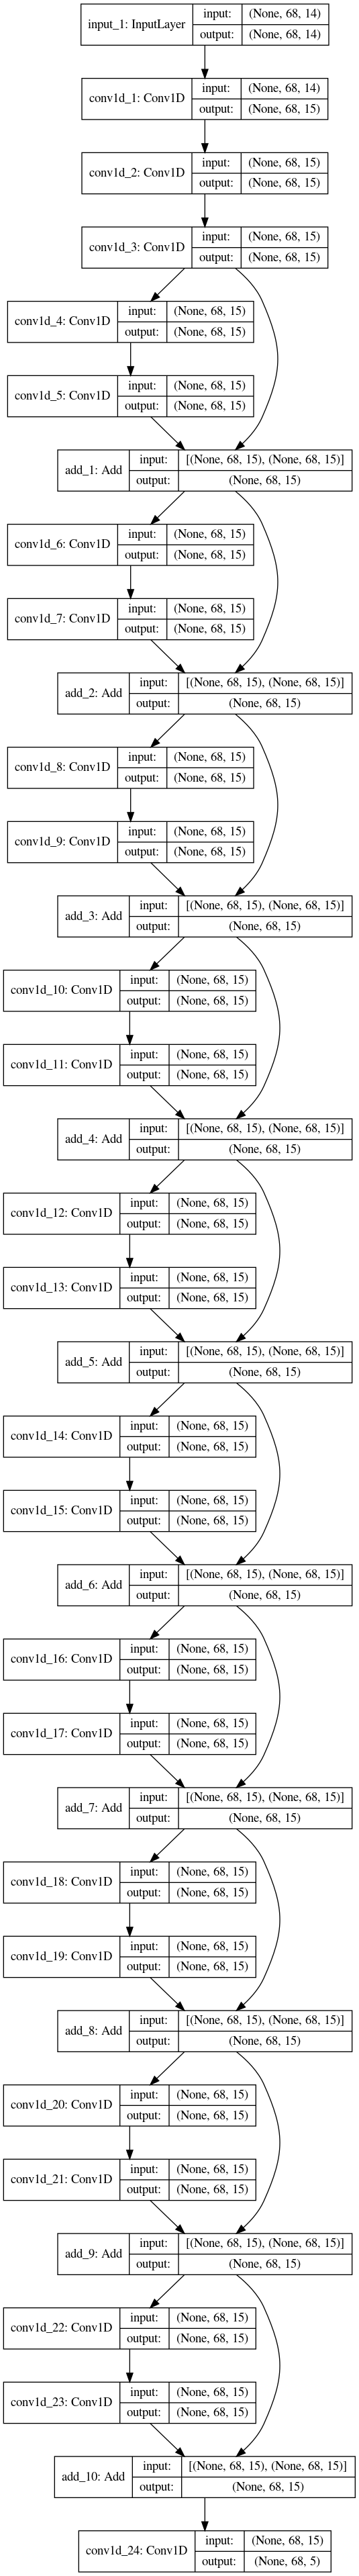 input_1: InputLayer input: (None, 68, 14)
output: (None, 68, 14)
conv1d_1: Conv1D input: (None, 68, 14)
output: (None, 68, 15)
conv1d_2: Conv1D input: (None, 68, 15)
output: (None, 68, 15)
conv1d_3: Conv1D input: (None, 68, 15)
output: (None, 68, 15)
conv1d_4: Conv1D input: (None, 68, 15)
output: (None, 68, 15)
conv1d_5: Conv1D input: (None, 68, 15)
output: (None, 68, 15)
add_1: Add input: [(None, 68, 15), (None, 68, 15)]
output: (None, 68, 15)
conv1d_6: Conv1D input: (None, 68, 15)
output: (None, 68, 15)
conv1d_7: Conv1D input: (None, 68, 15)
output: (None, 68, 15)
add_2: Add input: [(None, 68, 15), (None, 68, 15)]
output: (None, 68, 15)
conv1d_8: Conv1D input: (None, 68, 15)
output: (None, 68, 15)
conv1d_9: Conv1D input: (None, 68, 15)
output: (None, 68, 15)
add_3: Add input: [(None, 68, 15), (None, 68, 15)]
output: (None, 68, 15)
conv1d_10: Conv1D input: (None, 68, 15)
output: (None, 68, 15)
conv1d_11: Conv1D input: (None, 68, 15)
output: (None, 68, 15)
add_4: Add input: [(None, 68, 15), (None, 68, 15)]
output: (None, 68, 15)
conv1d_12: Conv1D input: (None, 68, 15)
output: (None, 68, 15)
conv1d_13: Conv1D input: (None, 68, 15)
output: (None, 68, 15)
add_5: Add input: [(None, 68, 15), (None, 68, 15)]
output: (None, 68, 15)
conv1d_14: Conv1D input: (None, 68, 15)
output: (None, 68, 15)
conv1d_15: Conv1D input: (None, 68, 15)
output: (None, 68, 15)
add_6: Add input: [(None, 68, 15), (None, 68, 15)]
output: (None, 68, 15)
conv1d_16: Conv1D input: (None, 68, 15)
output: (None, 68, 15)
conv1d_17: Conv1D input: (None, 68, 15)
output: (None, 68, 15)
add_7: Add input: [(None, 68, 15), (None, 68, 15)]
output: (None, 68, 15)
conv1d_18: Conv1D input: (None, 68, 15)
output: (None, 68, 15)
conv1d_19: Conv1D input: (None, 68, 15)
output: (None, 68, 15)
add_8: Add input: [(None, 68, 15), (None, 68, 15)]
output: (None, 68, 15)
conv1d_20: Conv1D input: (None, 68, 15)
output: (None, 68, 15)
conv1d_21: Conv1D input: (None, 68, 15)
output: (None, 68, 15)
add_9: Add input: [(None, 68, 15), (None, 68, 15)]
output: (None, 68, 15)
conv1d_22: Conv1D input: (None, 68, 15)
output: (None, 68, 15)
conv1d_23: Conv1D input: (None, 68, 15)
output: (None, 68, 15)
add_10: Add input: [(None, 68, 15), (None, 68, 15)]
output: (None, 68, 15)
conv1d_24: Conv1D input: (None, 68, 15)
output: (None, 68, 5)